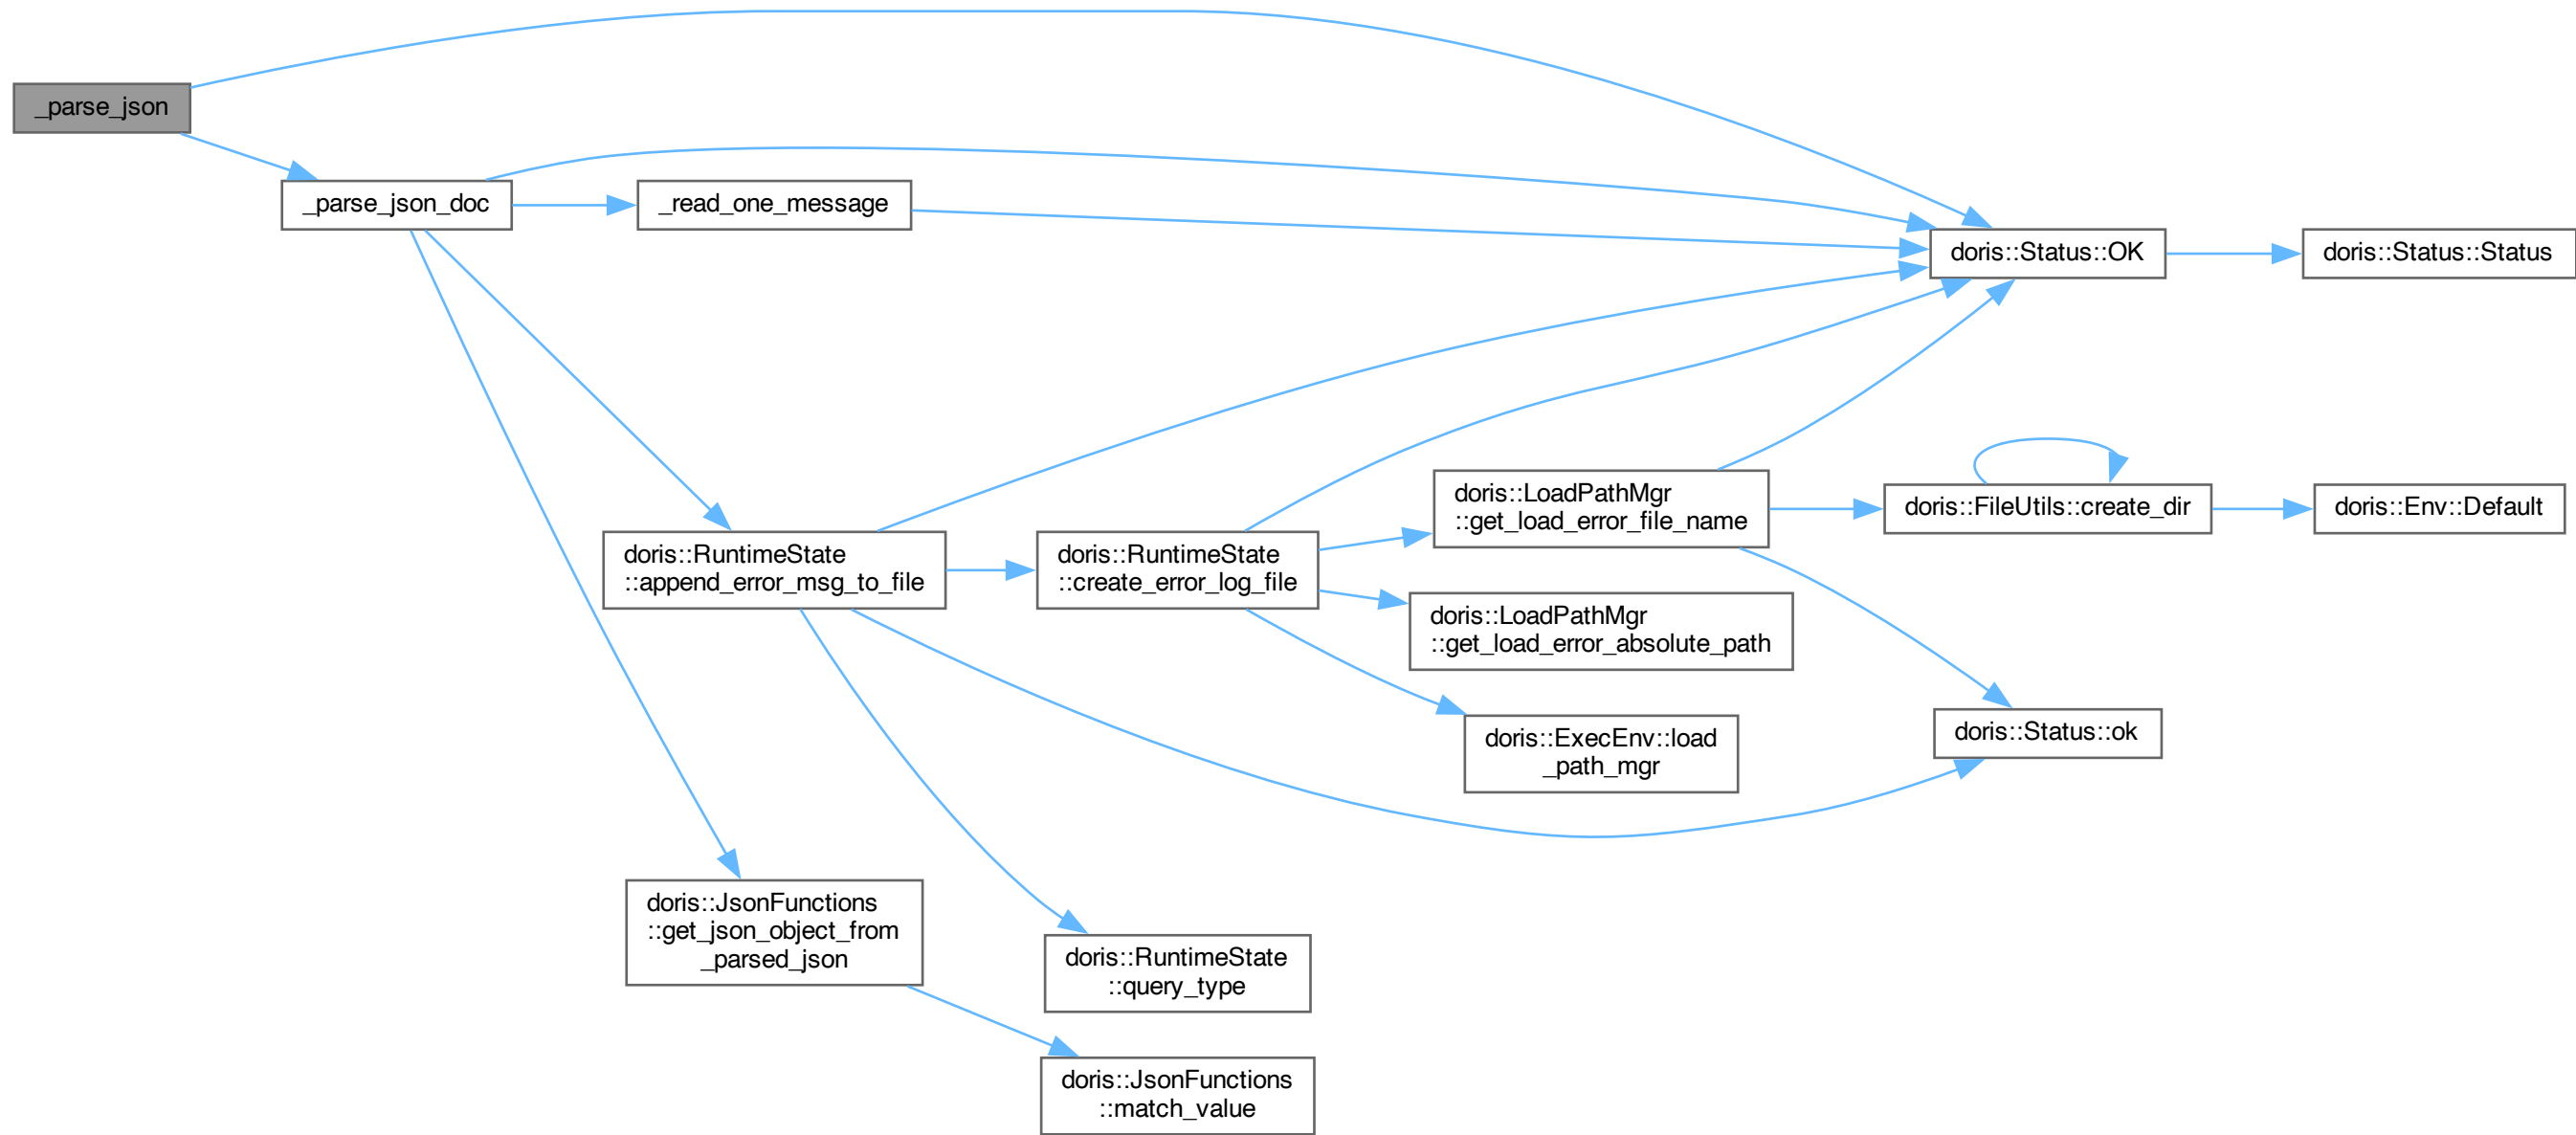 _parse_json
_parse_json_doc
_read_one_message
doris::Status::OK
doris::Status::Status
doris::LoadPathMgr
::get_load_error_file_name
doris::FileUtils::create_dir
doris::Env::Default
doris::RuntimeState
::append_error_msg_to_file
doris::RuntimeState
::create_error_log_file
doris::LoadPathMgr
::get_load_error_absolute_path
doris::ExecEnv::load
_path_mgr
doris::Status::ok
doris::JsonFunctions
::get_json_object_from
_parsed_json
doris::RuntimeState
::query_type
doris::JsonFunctions
::match_value